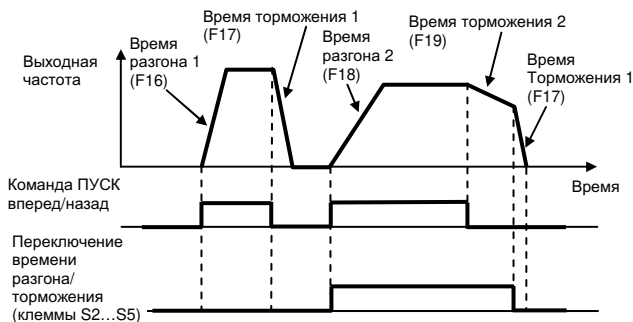 Выходная
частота
Время
разгона 1
(F16)
Время торможения 1
(F17)
Время
разгона 2
(F18)
Время торможения 2
(F19)
Время
Торможения 1
(F17)
Время
Команда ПУСК
вперед/назад
Переключение
времени
разгона/
торможения
(клеммы S2...S5)